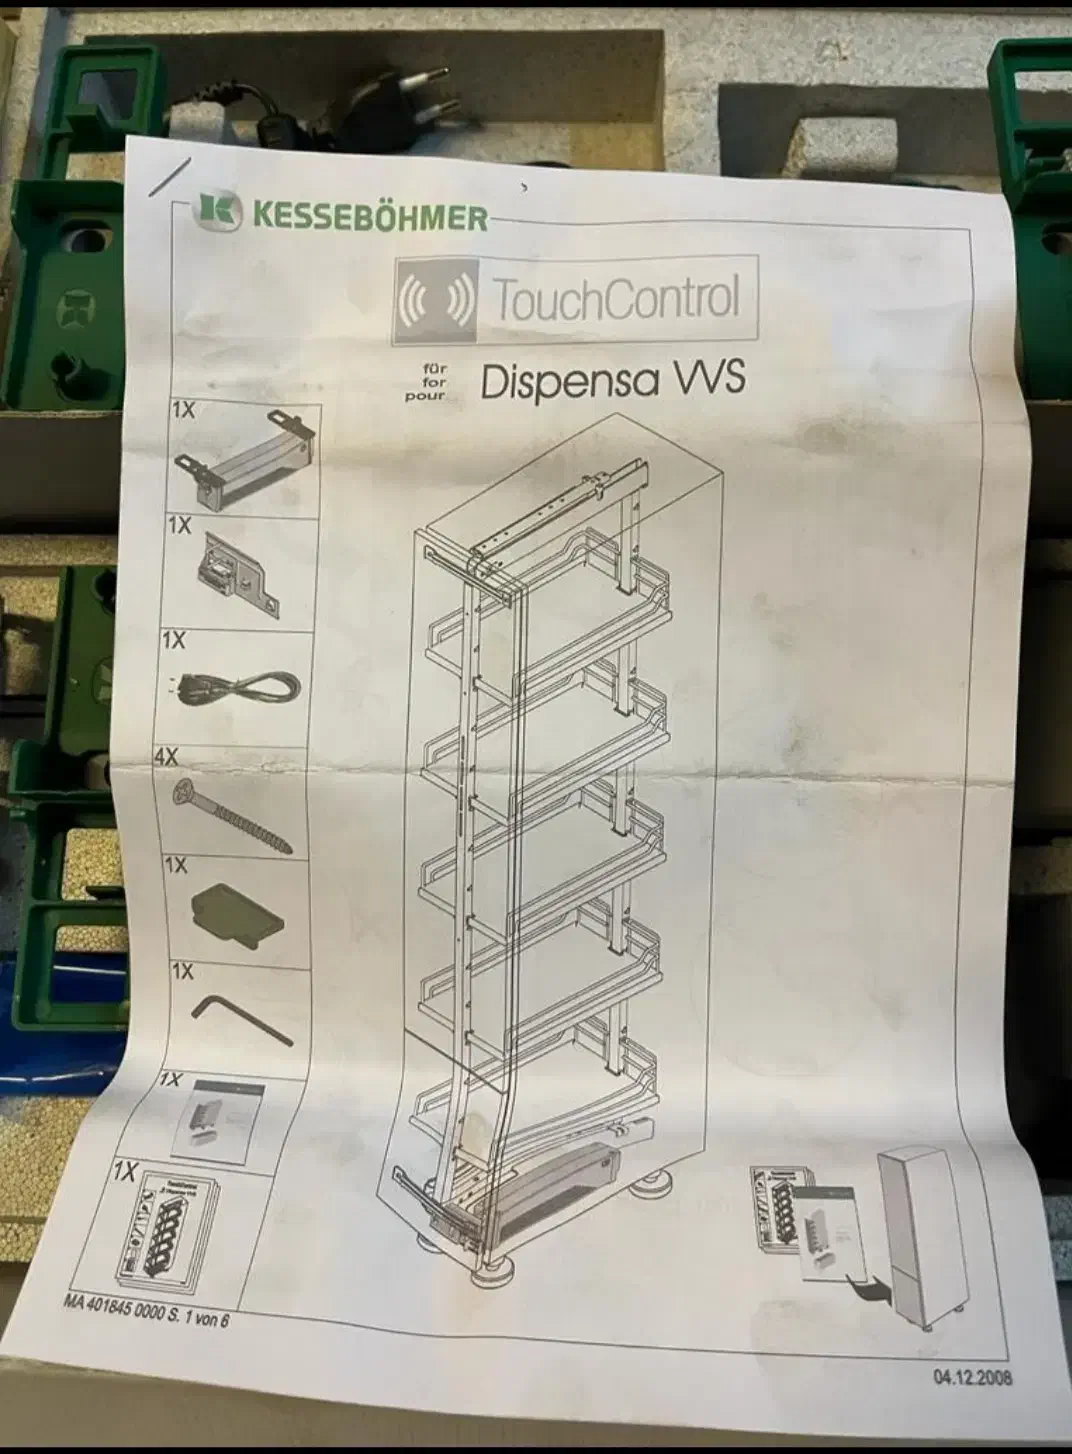 KESSEBÖHMER
TouchControl
für
for
pour
Dispensa VVS
1X
1X
1X
4X
1X
1X
1X
1X
MA 401845 0000 S. 1 von 6
04.12.2008